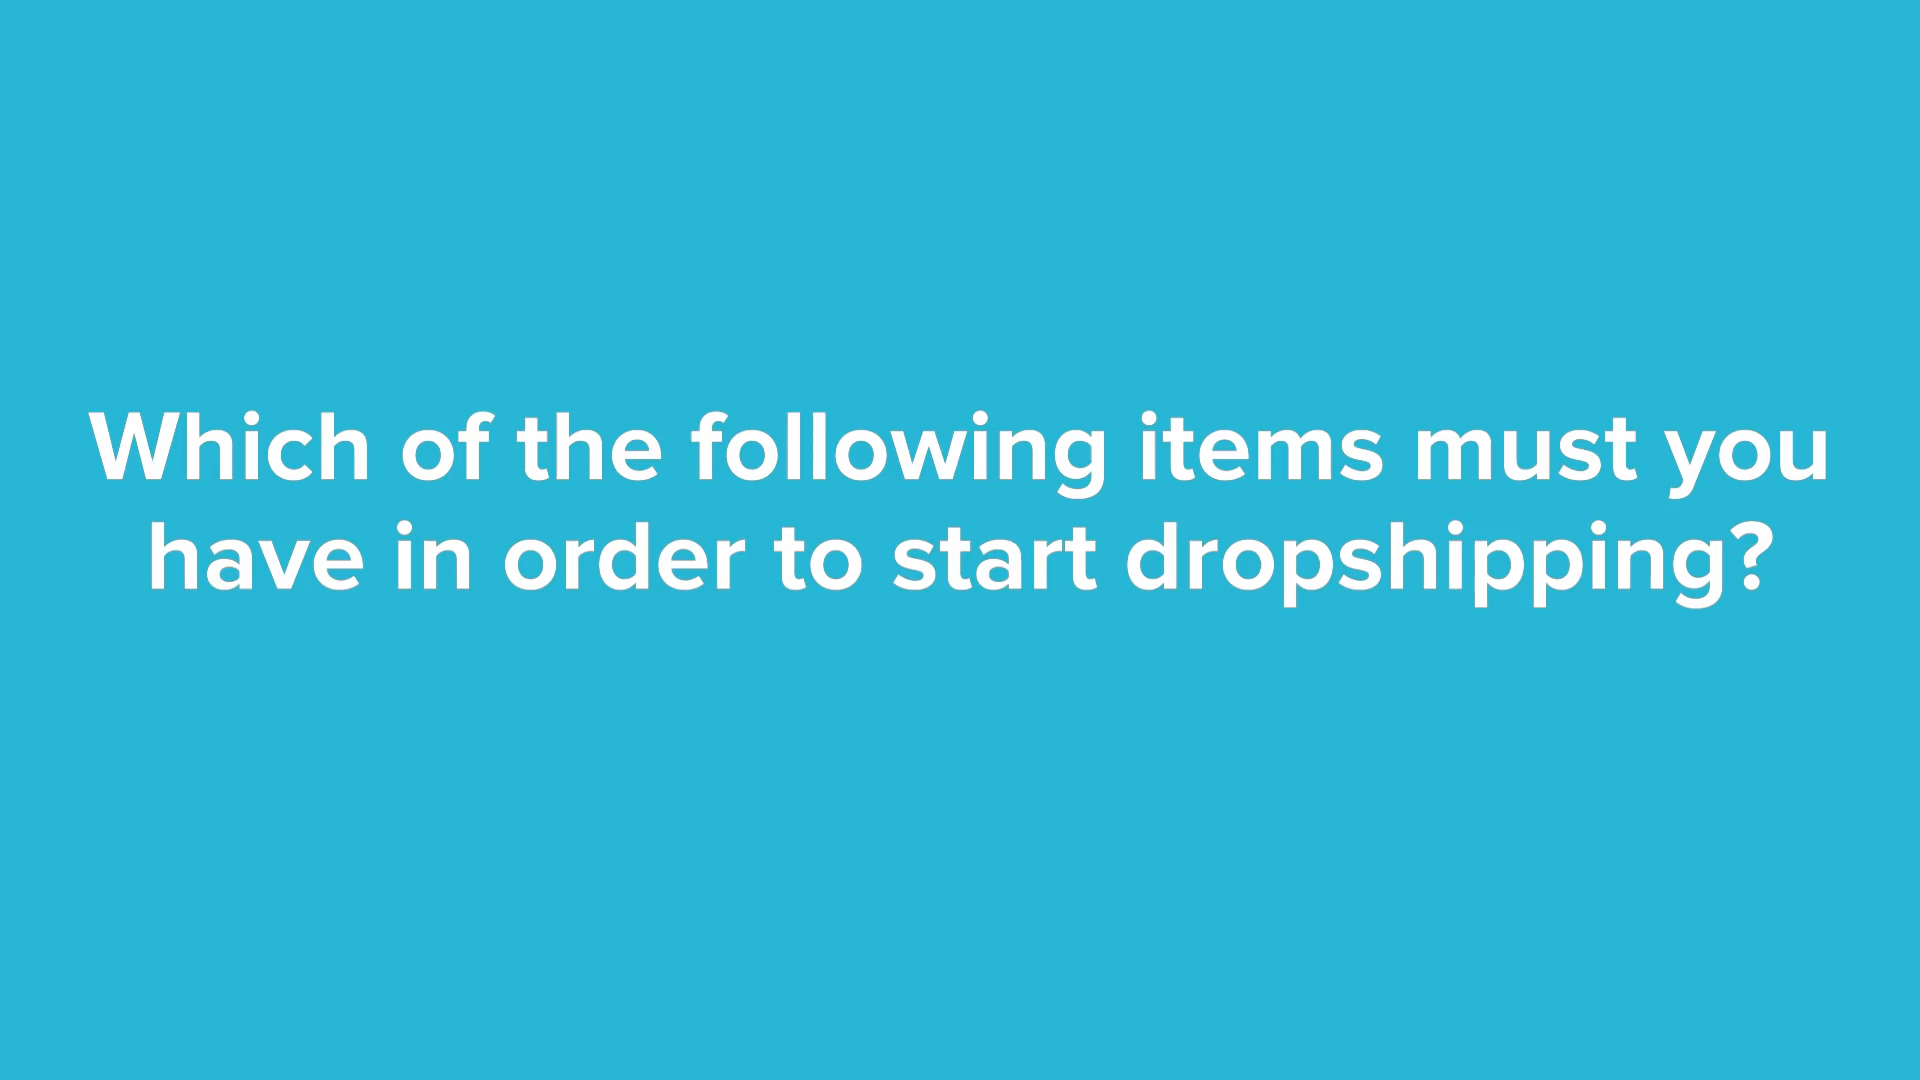 Which of the following items must you
have in order to start dropshipping?